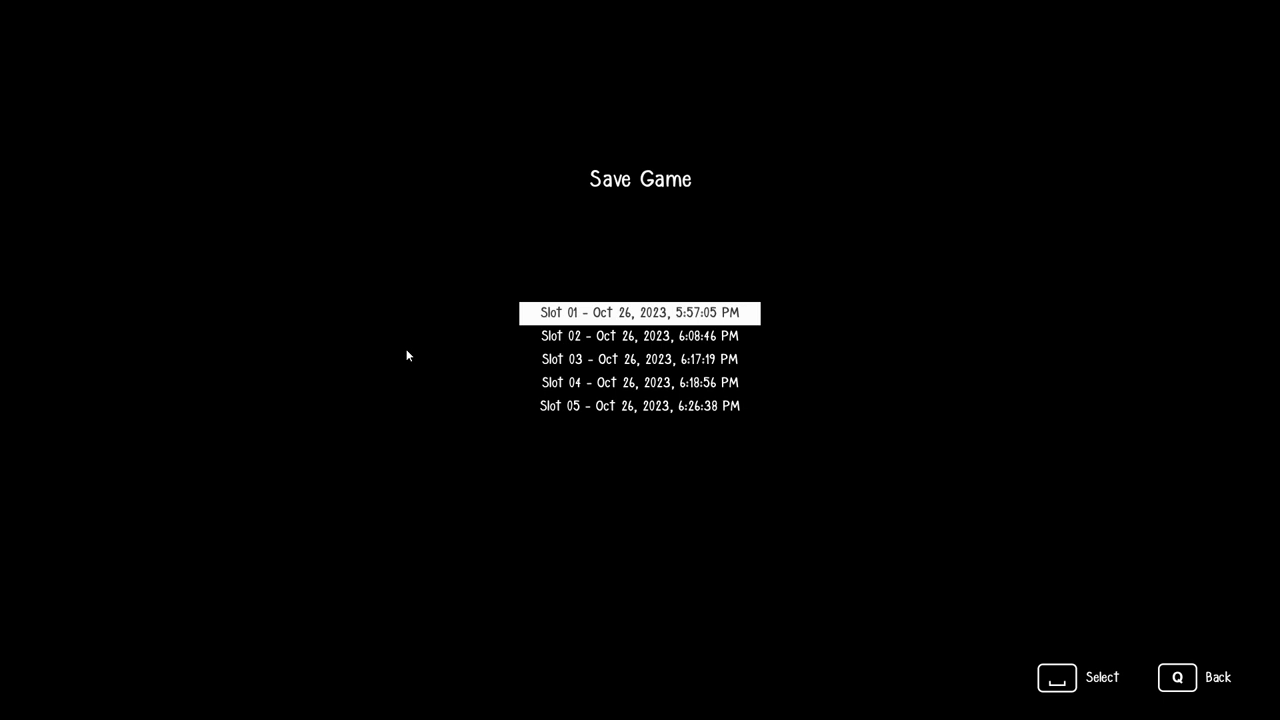 Save Game
Slot 01 - Oct 26, 2023, 5:57:05 PM
Slot 02 - Oct 26, 2023, 6:08:46 PM
Slot 03 - Oct 26, 2023, 6:17:19 PM
Slot 04 - Oct 26, 2023, 6:18:56 PM
Slot 05 - Oct 26, 2023, 6:26:38 PM
Select Q Back